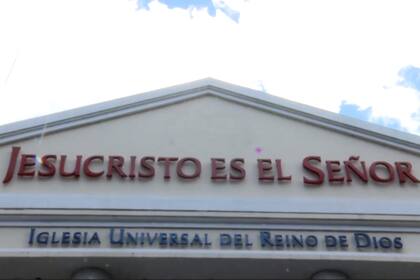 JESUCRISTO ES EL SEÑOR
IGLESIA UNIVERSAL DEL REINO DE DIOS